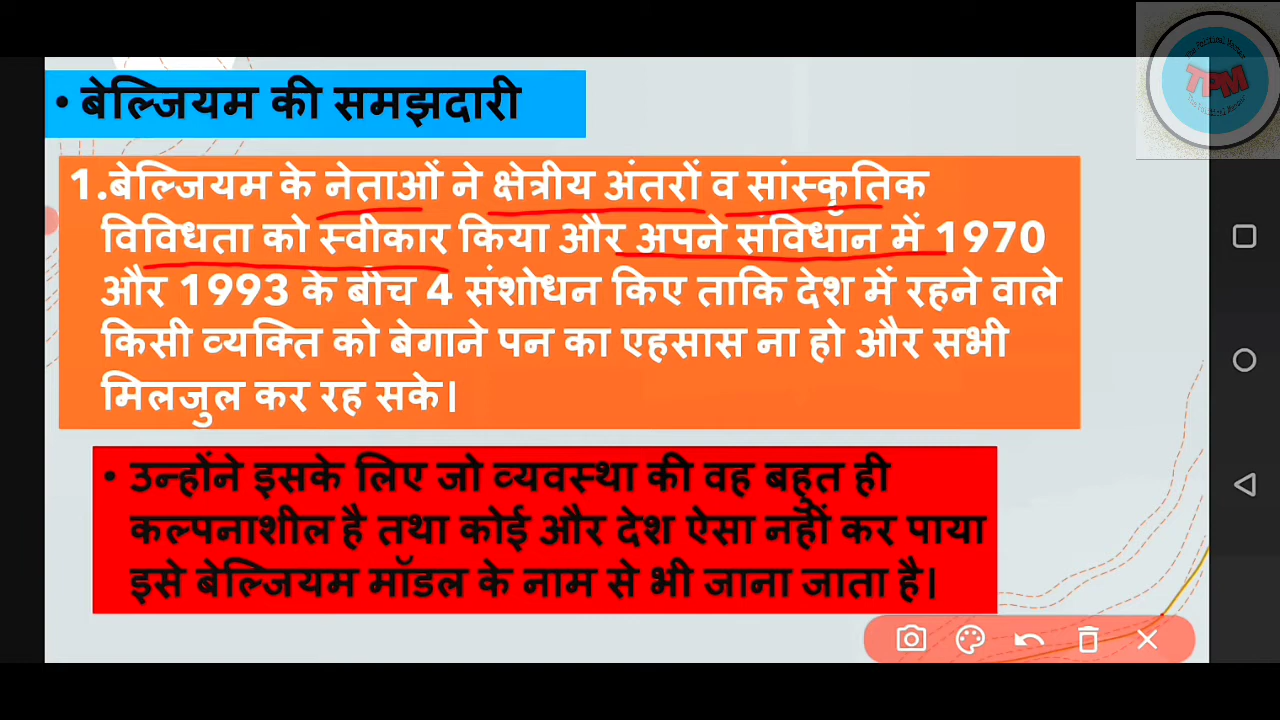 • बेल्जियम की समझदारी
1.बेल्जियम के नेताओं ने क्षेत्रीय अंतरों व सांस्कृतिक
विविधता को स्वीकार किया और अपने संविधान में 1970
और 1993 के बीच 4 संशोधन किए ताकि देश में रहने वाले
किसी व्यक्ति को बेगाने पन का एहसास ना हो और सभी
मिलजुल कर रह सके।
• उन्होंने इसके लिए जो व्यवस्था की वह बहुत ही
कल्पनाशील है तथा कोई और देश ऐसा नहीं कर पाया
इसे बेल्जियम मॉडल के नाम से भी जाना जाता है।
TPM